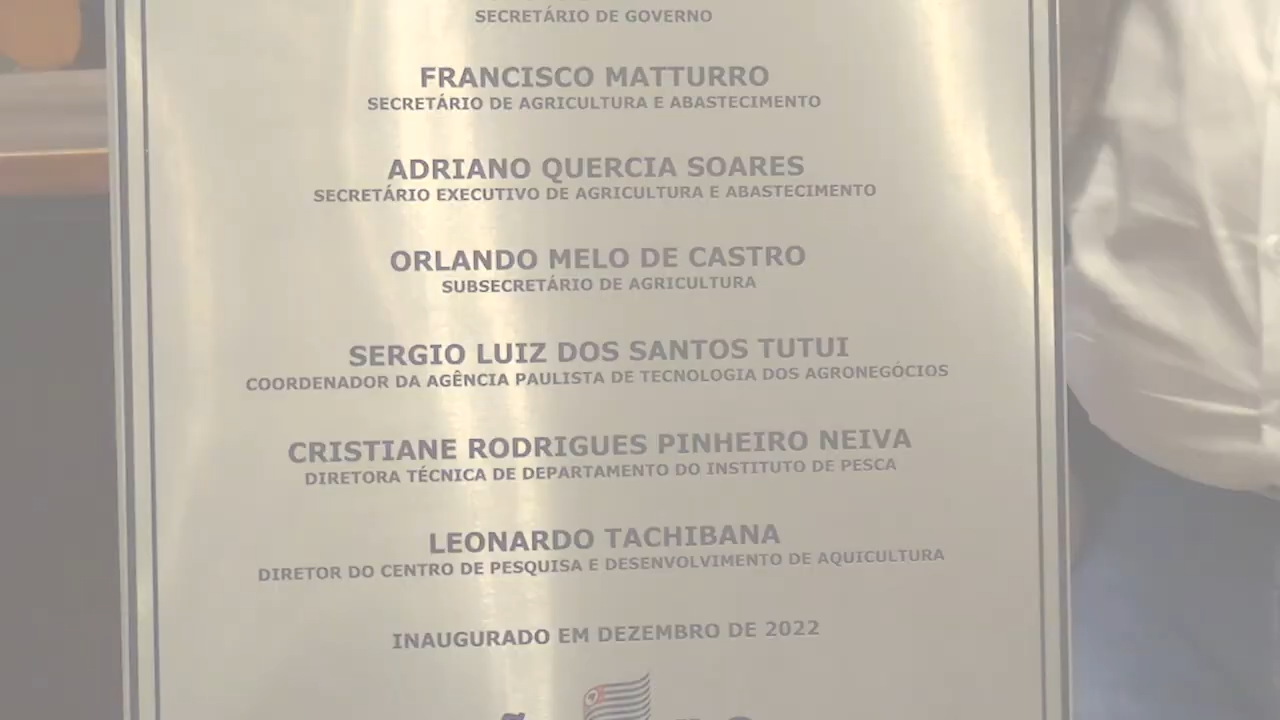 SECRETÁRIO DE GOVERNO
FRANCISCO MATTURRO
SECRETÁRIO DE AGRICULTURA E ABASTECIMENTO
ADRIANO QUERCIA SOARES
SECRETÁRIO EXECUTIVO DE AGRICULTURA E ABASTECIMENTO
ORLANDO MELO DE CASTRO
SUBSECRETÁRIO DE AGRICULTURA
SERGIO LUIZ DOS SANTOS TUTUI
COORDENADOR DA AGÊNCIA PAULISTA DE TECNOLOGIA DOS AGRONEGÓCIOS
CRISTIANE RODRIGUES PINHEIRO NEIVA
DIRETORA TÉCNICA DE DEPARTAMENTO DO INSTITUTO DE PESCA
LEONARDO TACHIBANA
DIRETOR DO CENTRO DE PESQUISA E DESENVOLVIMENTO DE AQUICULTURA
INAUGURADO EM DEZEMBRO DE 2022